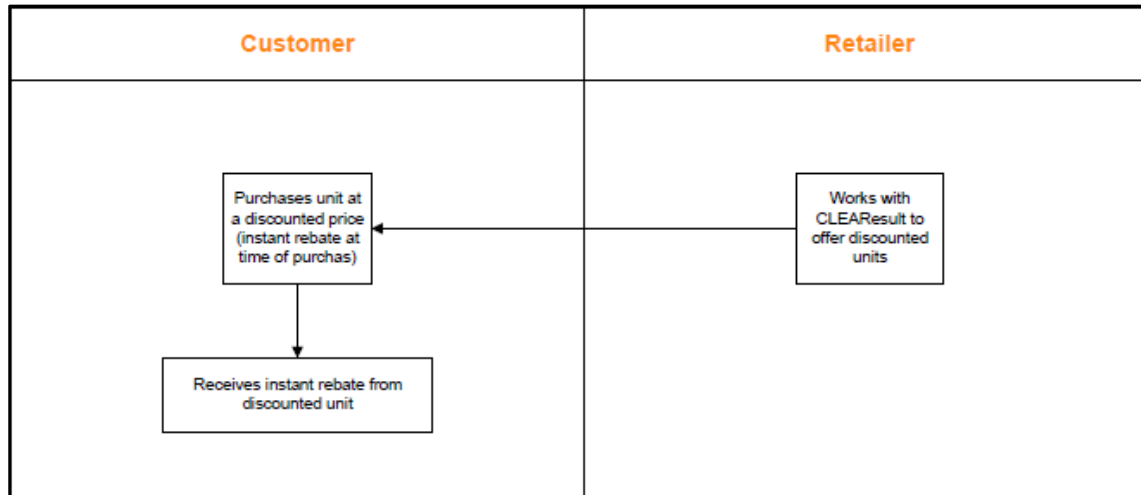 Customer
Retailer
Purchases unit at
a discounted price
(instant rebate at
time of purchas)
Works with
CLEAResult to
offer discounted
units
Receives instant rebate from
discounted unit